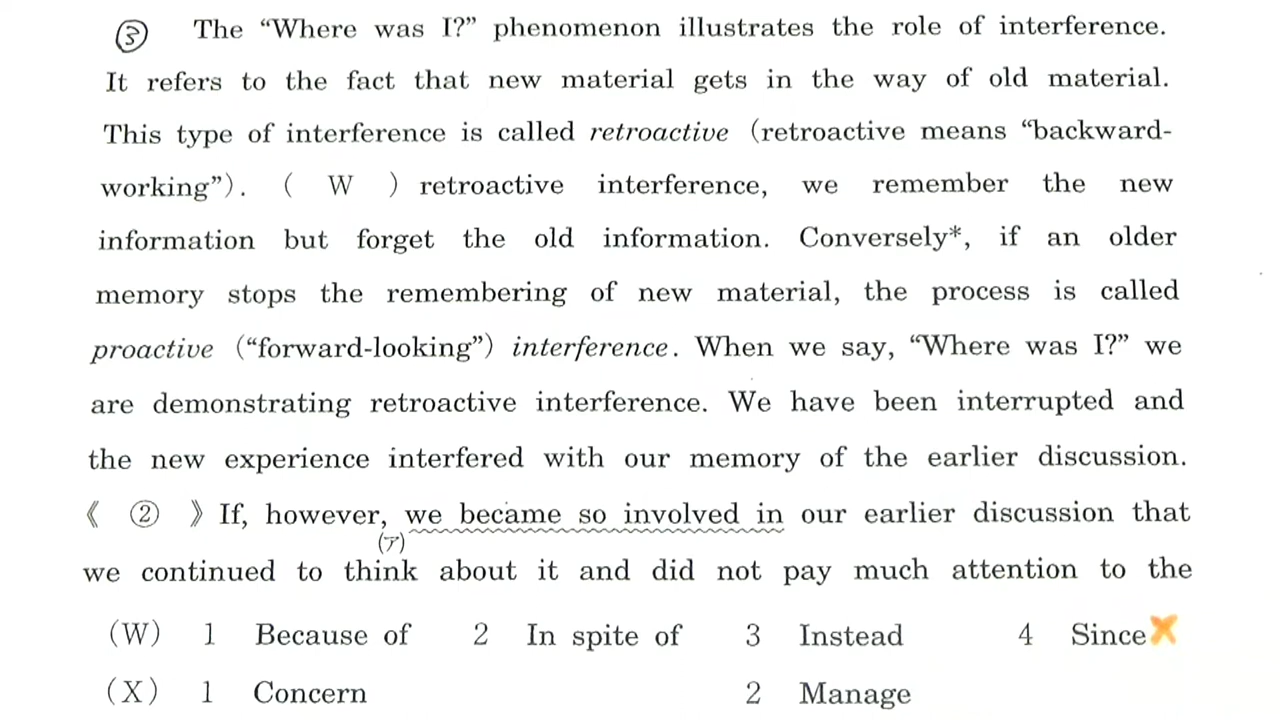 ③ The “Where was I?” phenomenon illustrates the role of interference.
It refers to the fact that new material gets in the way of old material.
This type of interference is called retroactive (retroactive means “backward-
working”). ( W ) retroactive interference, we remember the new
information but forget the old information. Conversely*, if an older
memory stops the remembering of new material, the process is called
proactive (“forward-looking”) interference. When we say, “Where was I?” we
are demonstrating retroactive interference. We have been interrupted and
the new experience interfered with our memory of the earlier discussion.
《 ② 》 If, however, we became so involved in our earlier discussion that
(ア)
we continued to think about it and did not pay much attention to the
(W) 1 Because of 2 In spite of 3 Instead 4 Since
(X) 1 Concern 2 Manage